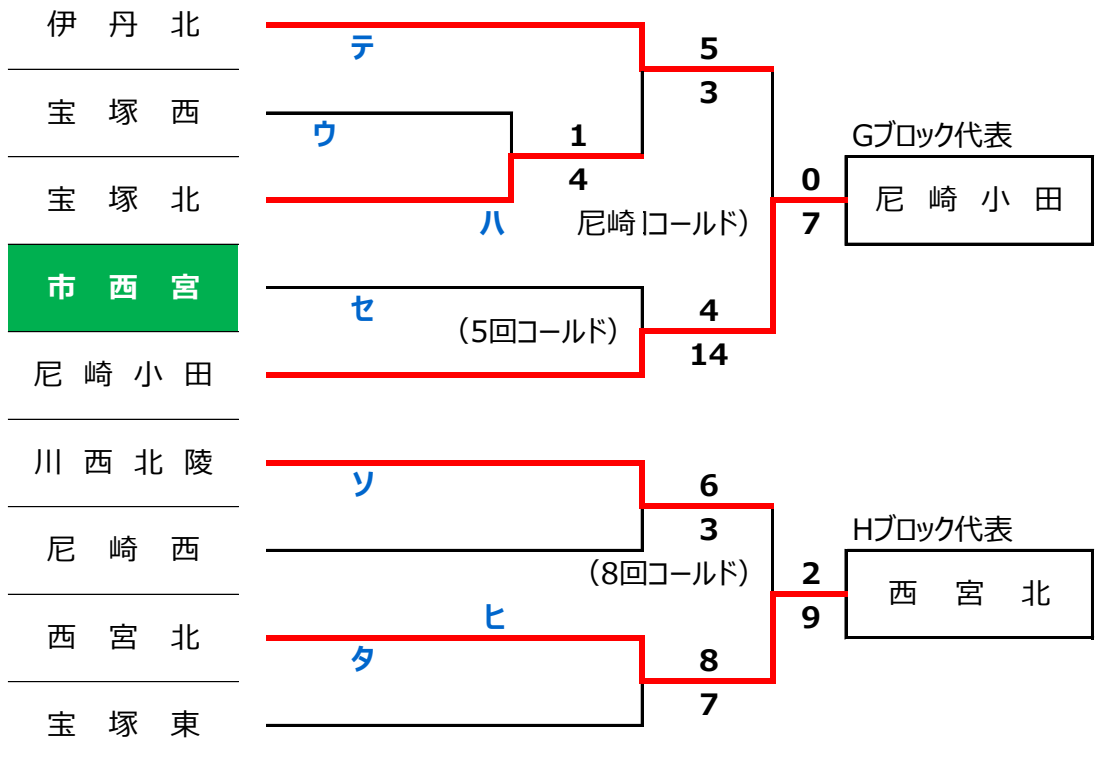 伊丹北
テ
5
3
宝塚西
ウ
1
4
Gブロック代表
宝塚北
ハ
尼崎 コールド）
0
7
尼崎小田
市西宮
セ
（5回コールド）
4
14
尼崎小田
川西北陵
ソ
6
3
尼崎西
（8回コールド）
Hブロック代表
2
9
西宮北
西宮北
ヒ
タ
8
7
宝塚東